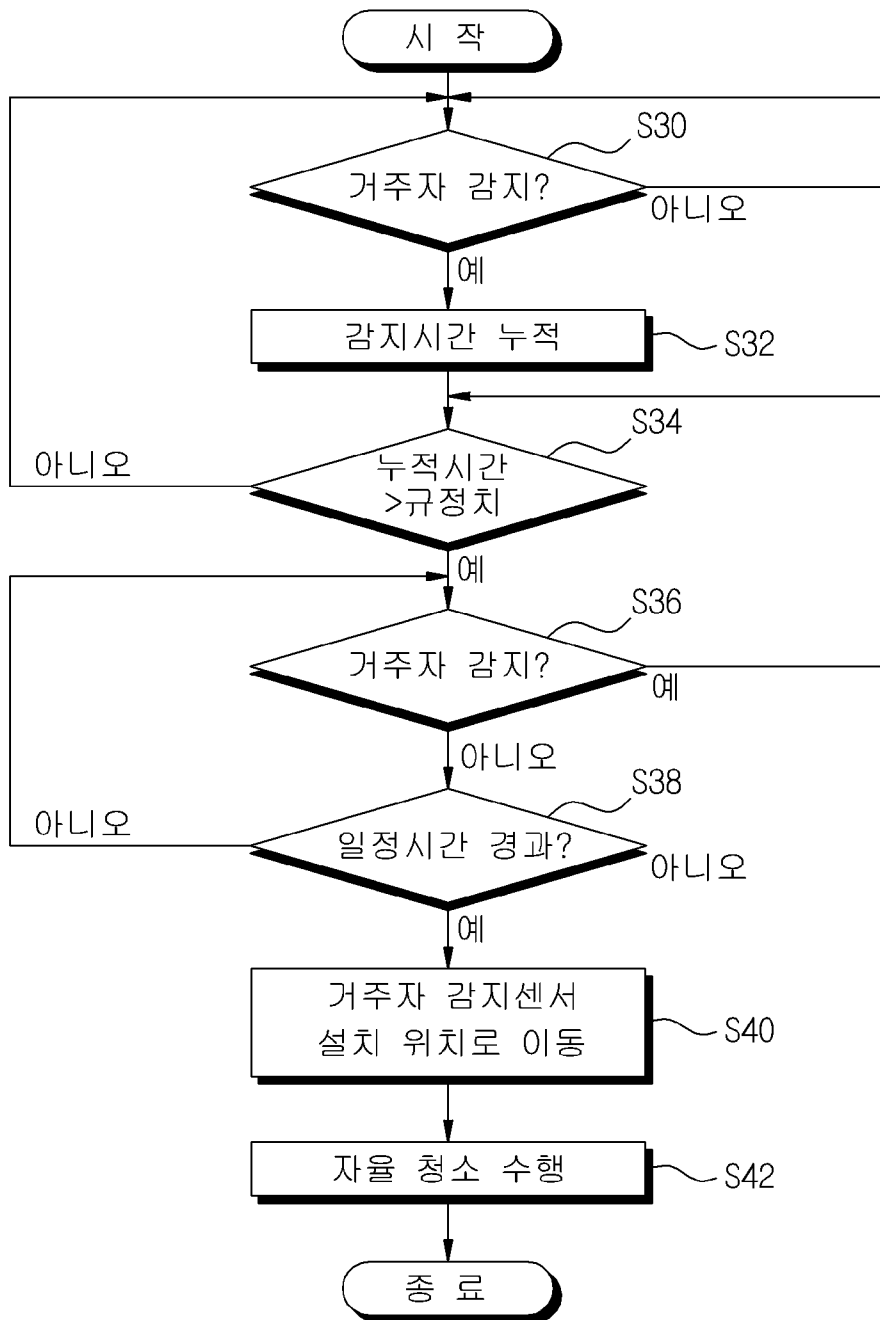 시 작
S30
거주자 감지?
아니오
예
감지시간 누적
S32
S34
아니오
누적시간
>규정치
예
S36
거주자 감지?
예
아니오
S38
아니오
일정시간 경과?
아니오
예
거주자 감지센서
설치 위치로 이동
S40
자율 청소 수행
S42
종 료